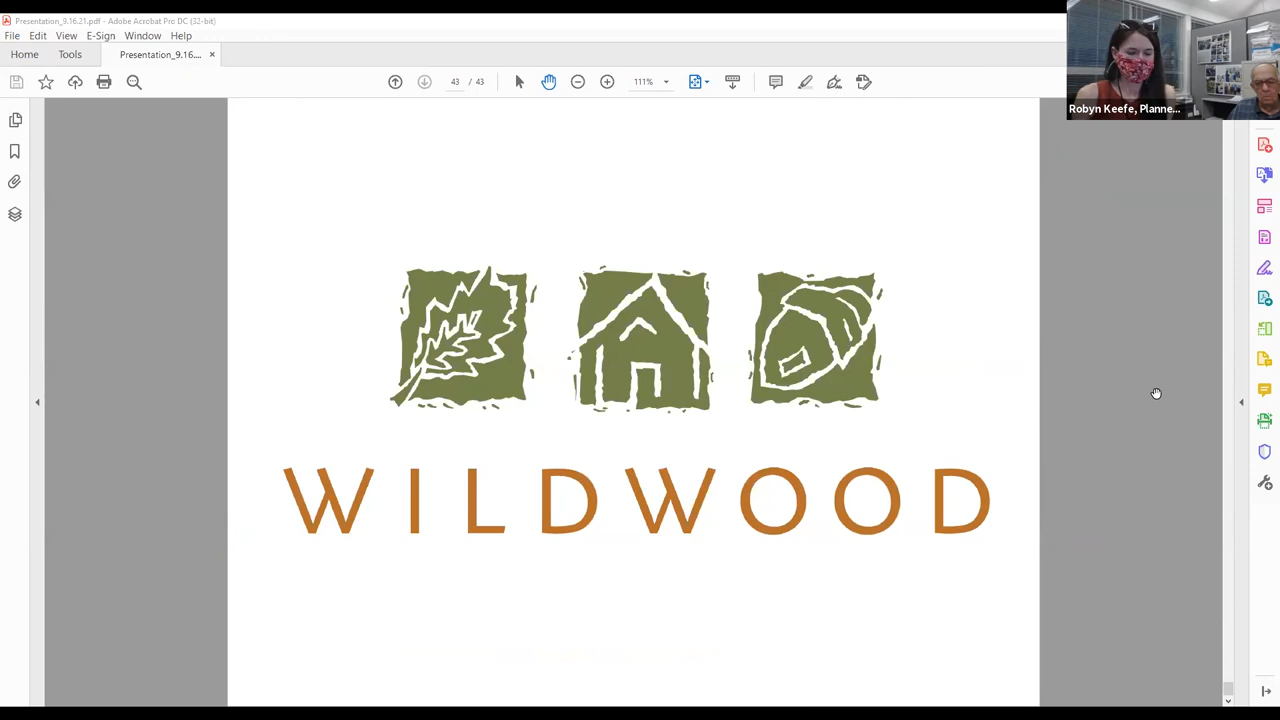 Presentation_9.16.21.pdf - Adobe Acrobat Pro DC (32-bit)
File Edit View E-Sign Window Help
Home Tools Presentation_9.16.... ×
43 / 43 111%
Robyn Keefe, Planne...
WILDWOOD